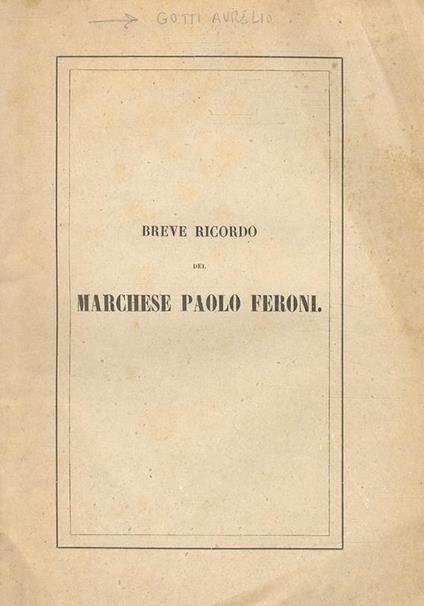 → GOTTI AURELIO
BREVE RICORDO
DEL
MARCHESE PAOLO FERONI.